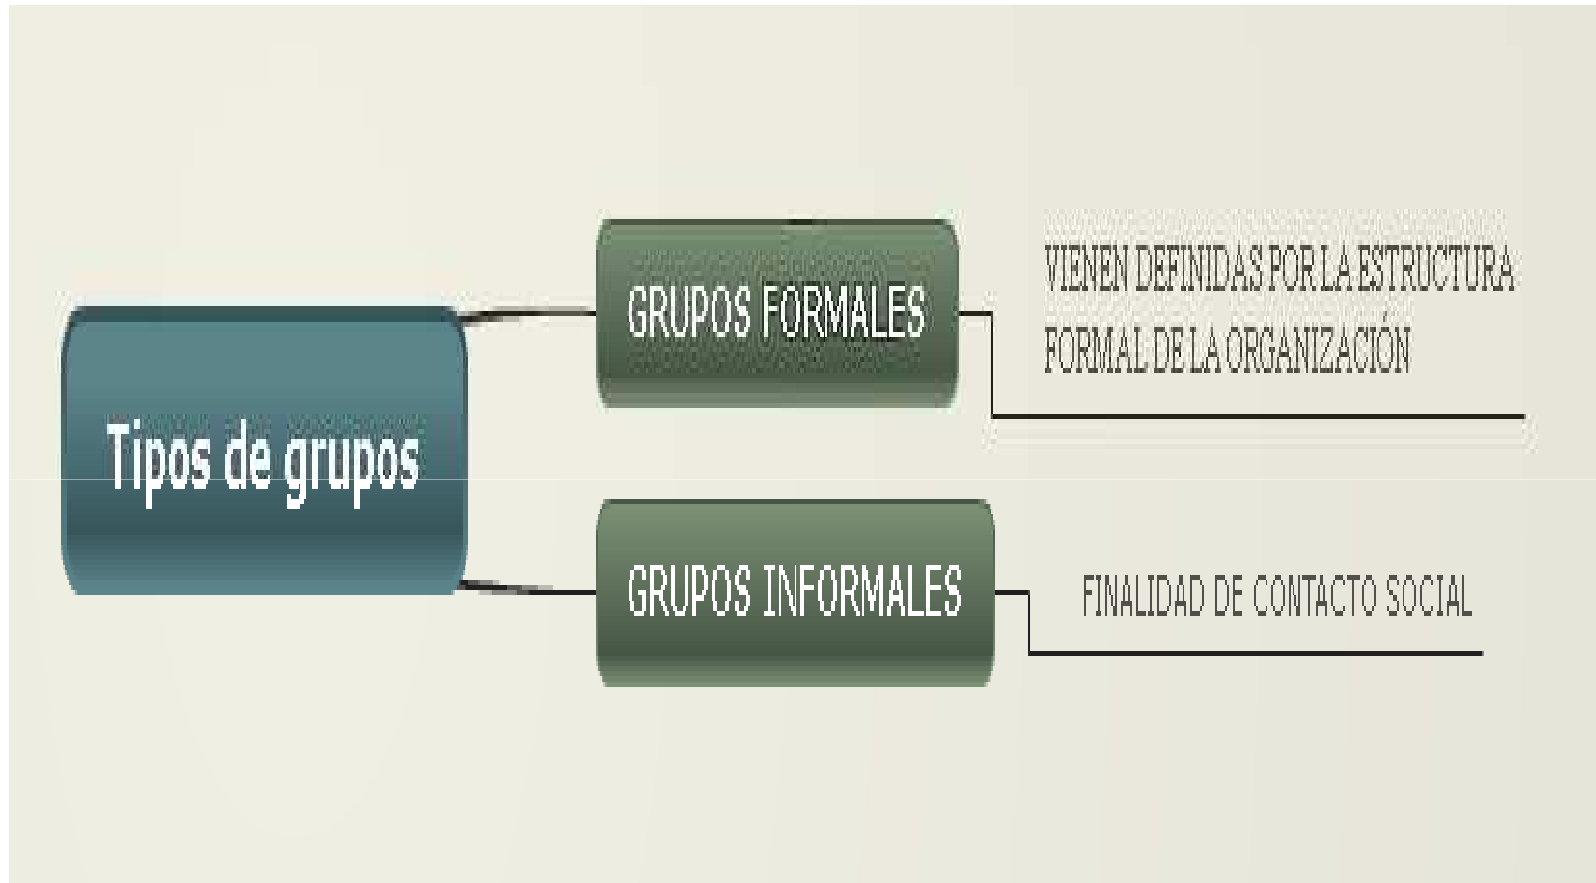 Tipos de grupos
GRUPOS FORMALES
VIENEN DEFINIDAS POR LA ESTRUCTURA
FORMAL DE LA ORGANIZACIÓN
GRUPOS INFORMALES
FINALIDAD DE CONTACTO SOCIAL